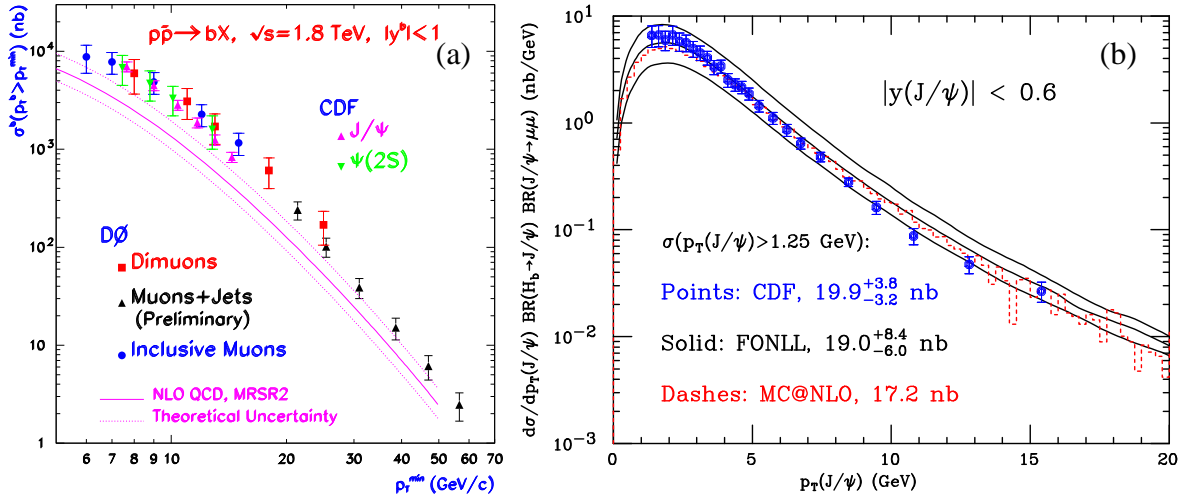 pp̄→bX, √s=1.8 TeV, |y^b|<1
(a)
σ^b(p_T^b>p_T^min) (nb)
10^4
10^3
10^2
10
1
CDF
J/ψ
Ψ(2S)
DØ
Dimuons
Muons+Jets
(Preliminary)
Inclusive Muons
NLO QCD, MRSR2
Theoretical Uncertainty
6 7 8 9 10 20 30 40 50 60 70
p_T^min (GeV/c)
(b)
dσ/dp_T(J/ψ) BR(H_b→J/ψ) BR(J/ψ→μμ) (nb/GeV)
10^1
10^0
10^−1
10^−2
10^−3
|y(J/ψ)| < 0.6
σ(p_T(J/ψ)>1.25 GeV):
Points: CDF, 19.9^{+3.8}_{−3.2} nb
Solid: FONLL, 19.0^{+8.4}_{−6.0} nb
Dashes: MC@NLO, 17.2 nb
0 5 10 15 20
p_T(J/ψ) (GeV)